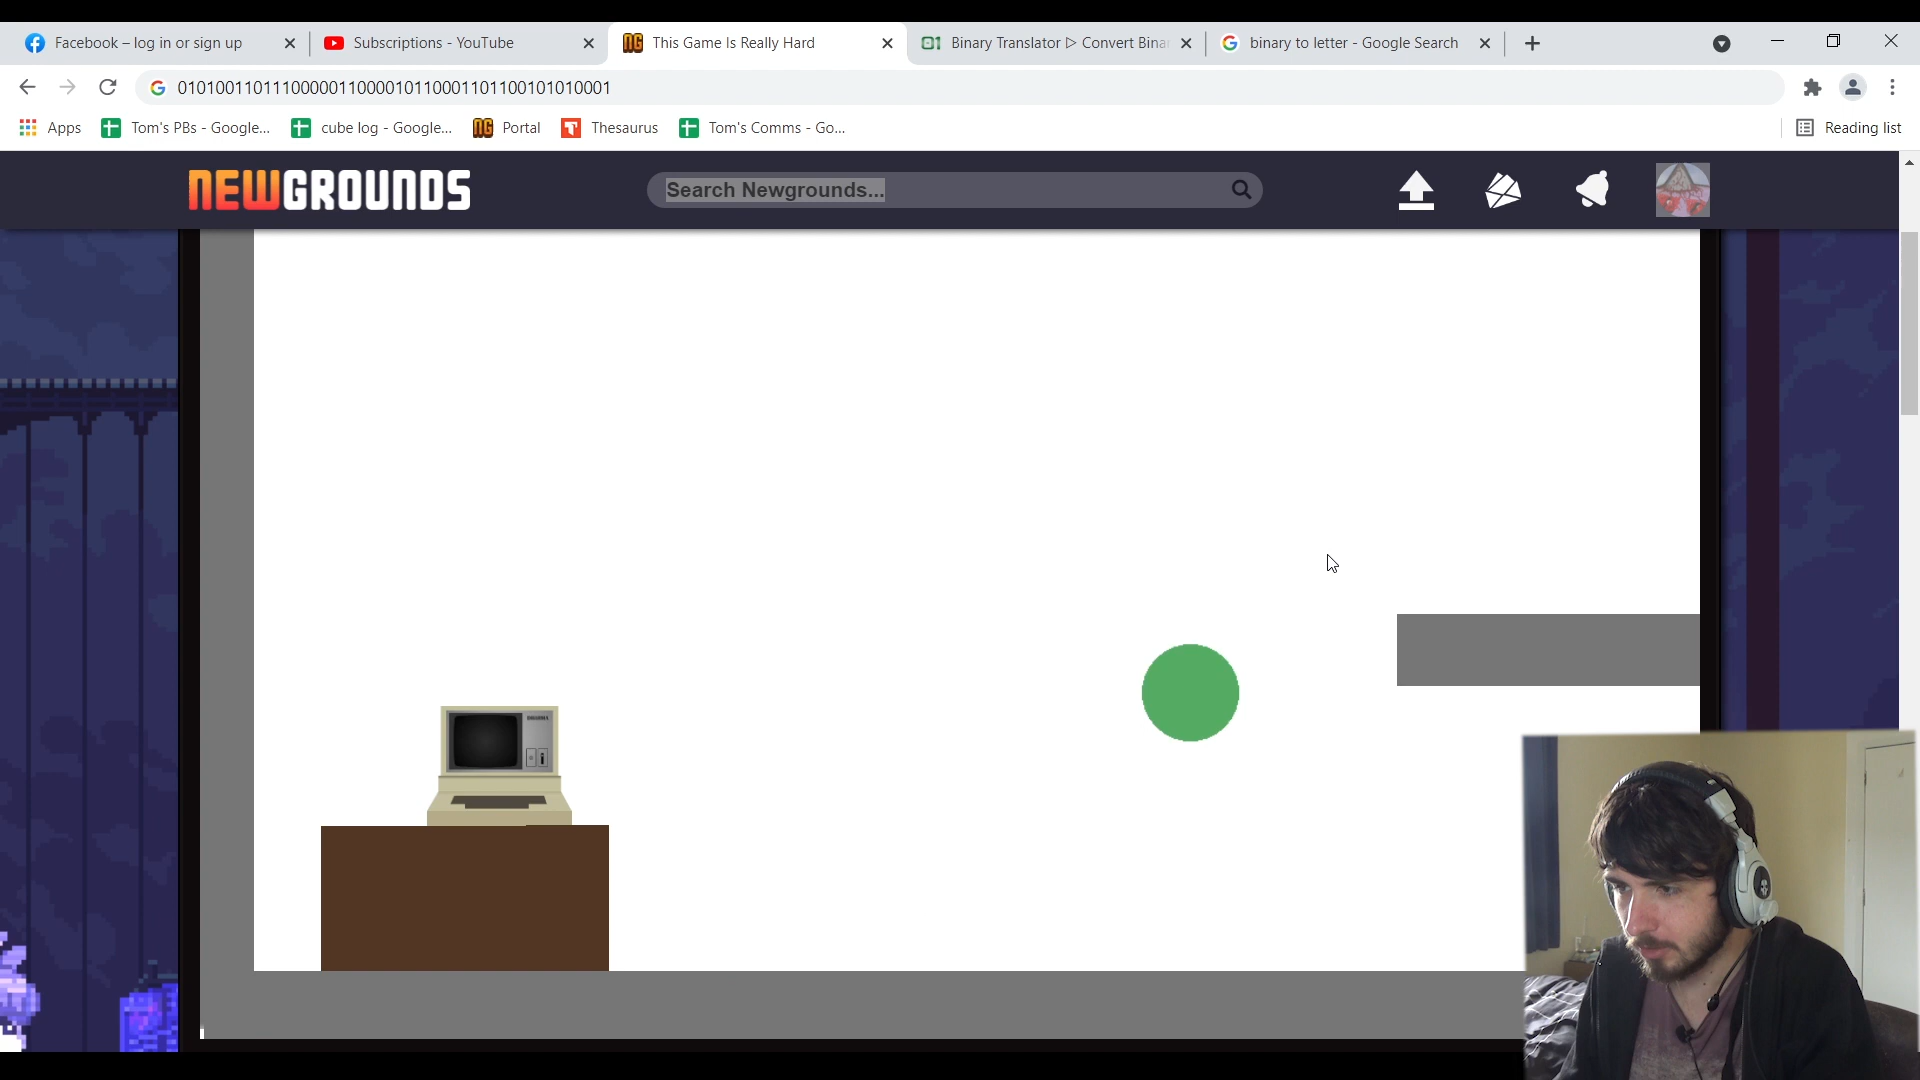 Facebook – log in or sign up
Subscriptions - YouTube
This Game Is Really Hard
Binary Translator ▷ Convert Bina
binary to letter - Google Search
0101001101110000011000010110001101100101010001
Apps
Tom's PBs - Google...
cube log - Google...
Portal
Thesaurus
Tom's Comms - Go...
Reading list
NEWGROUNDS
Search Newgrounds...